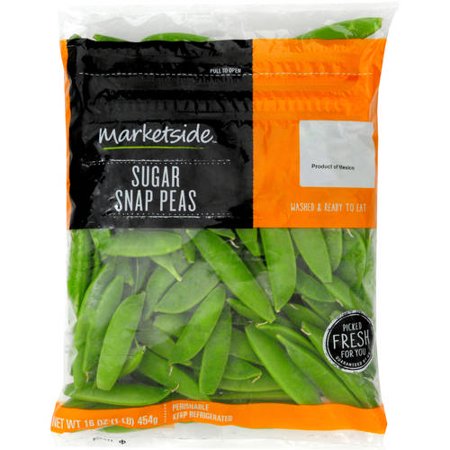 PULL TO OPEN
marketside
SUGAR
SNAP PEAS
Product of Mexico
WASHED & READY TO EAT
PICKED
FRESH
FOR YOU
NET WT 16 OZ (1 LB) 454g
PERISHABLE
KEEP REFRIGERATED